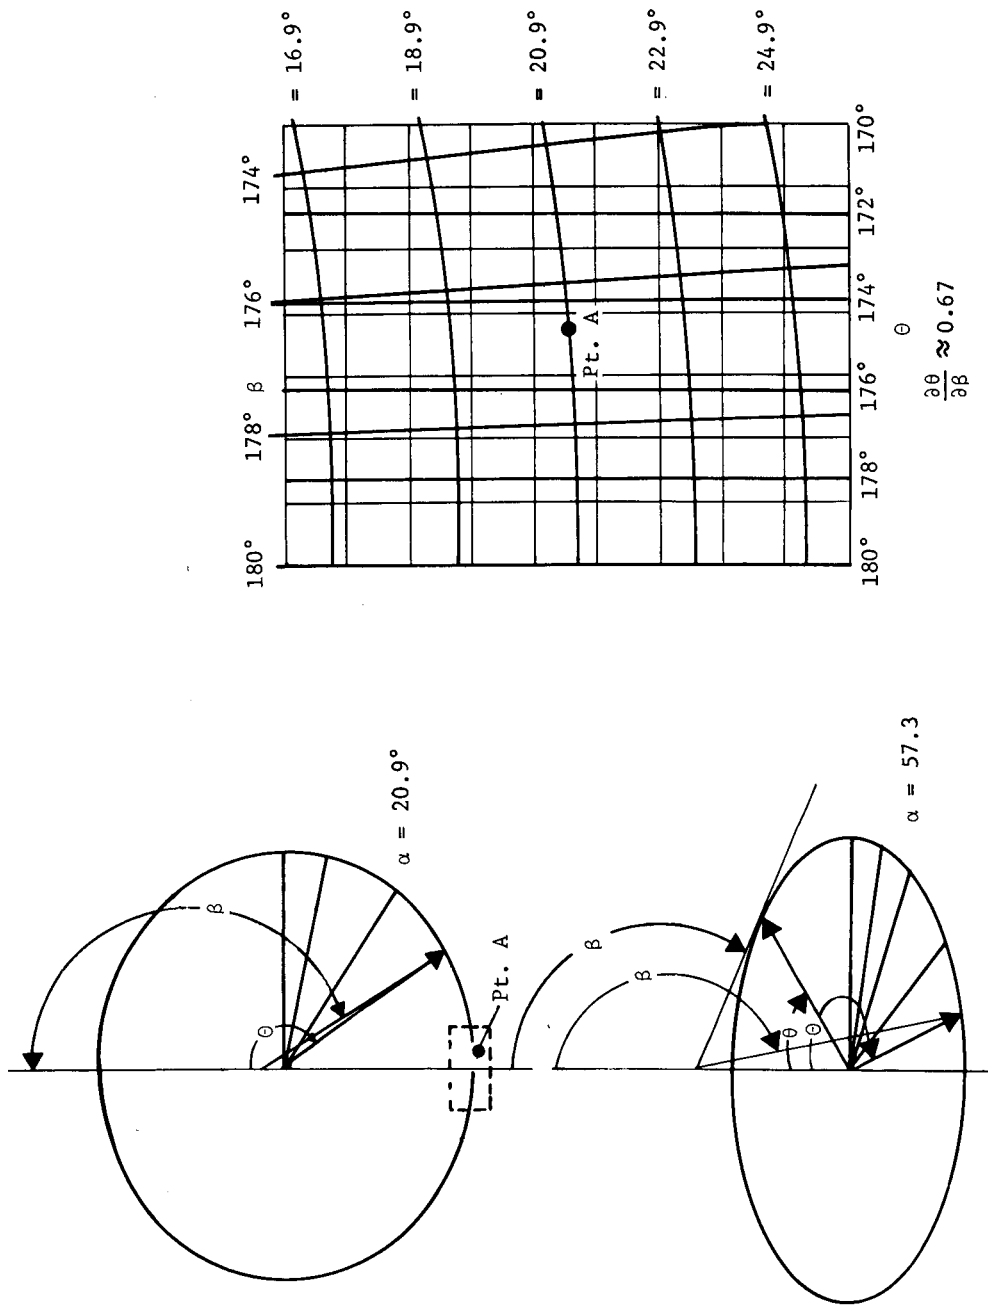 β
θ
α = 20.9°
Pt. A
β
β
θ
θ
α = 57.3
174°
176°
β
178°
180°
= 16.9°
= 18.9°
= 20.9°
= 22.9°
= 24.9°
Pt. A
170°
172°
174°
176°
178°
180°
θ
∂θ
∂β
≈ 0.67